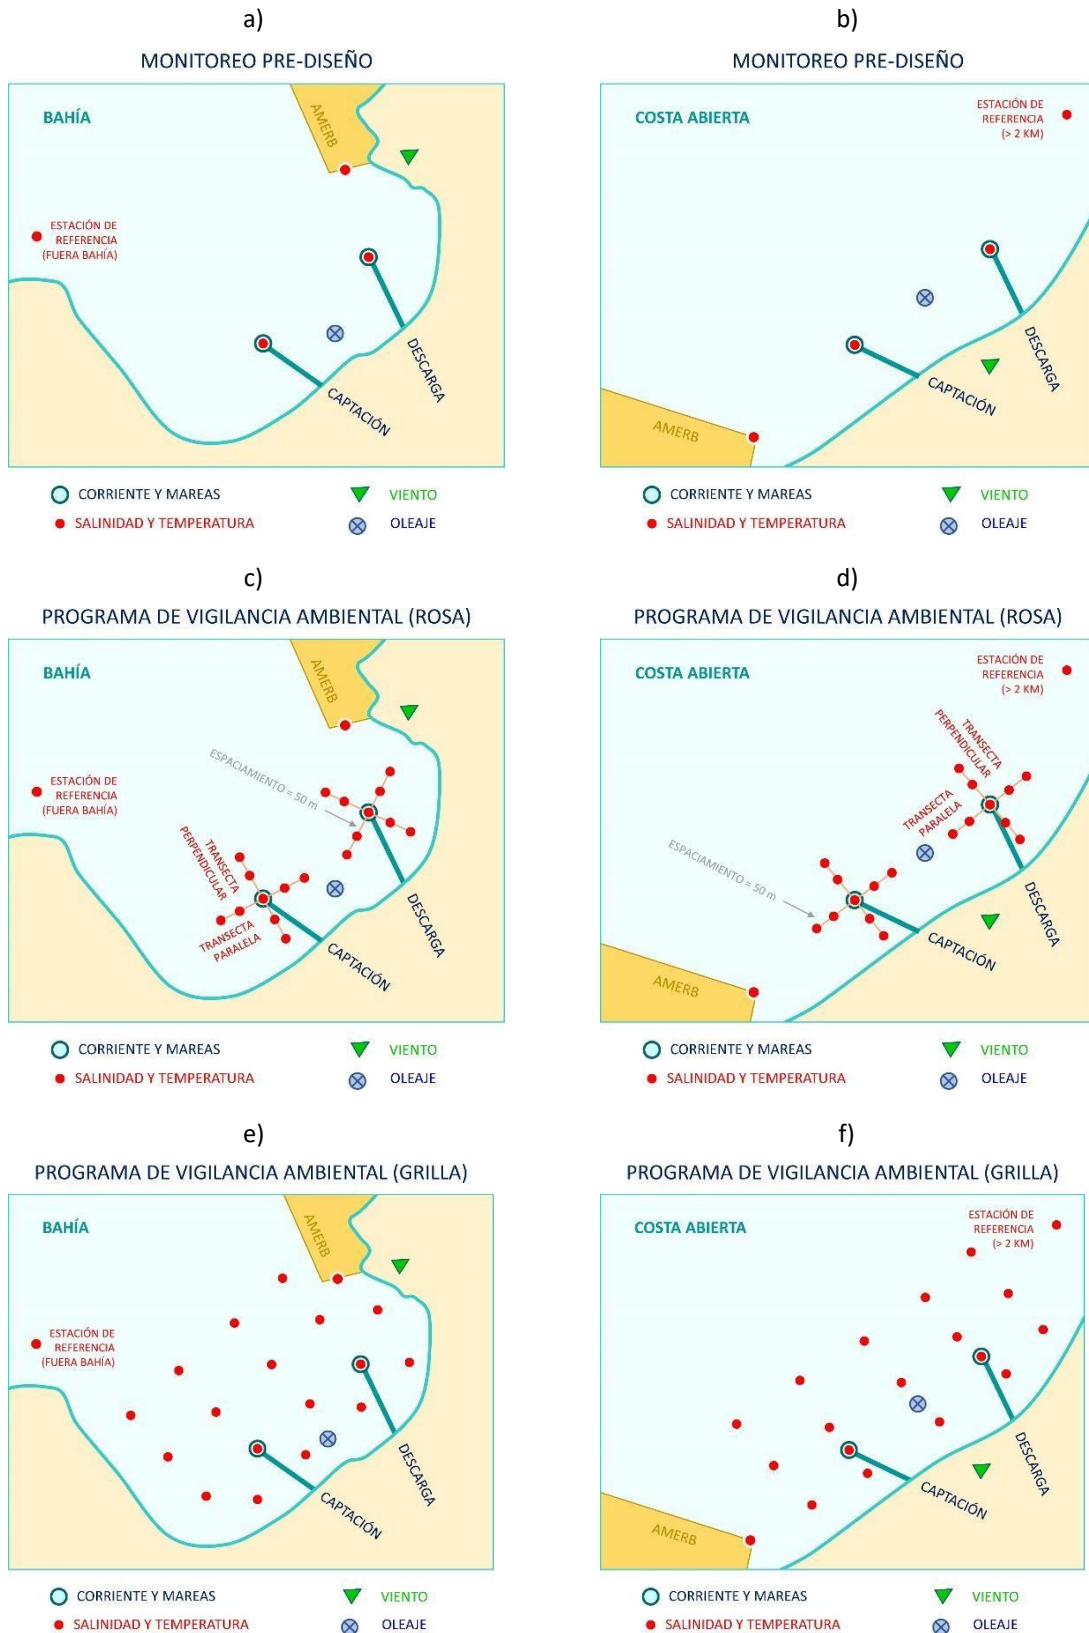 a)
MONITOREO PRE-DISEÑO
BAHÍA
AMERB
ESTACIÓN DE
REFERENCIA
(FUERA BAHÍA)
DESCARGA
CAPTACIÓN
CORRIENTE Y MAREAS
VIENTO
SALINIDAD Y TEMPERATURA
OLEAJE
b)
MONITOREO PRE-DISEÑO
COSTA ABIERTA
ESTACIÓN DE
REFERENCIA
(> 2 KM)
DESCARGA
CAPTACIÓN
AMERB
CORRIENTE Y MAREAS
VIENTO
SALINIDAD Y TEMPERATURA
OLEAJE
c)
PROGRAMA DE VIGILANCIA AMBIENTAL (ROSA)
BAHÍA
AMERB
ESPACIAMIENTO = 50 m
ESTACIÓN DE
REFERENCIA
(FUERA BAHÍA)
TRANSECTA
PERPENDICULAR
TRANSECTA
PARALELA
DESCARGA
CAPTACIÓN
CORRIENTE Y MAREAS
VIENTO
SALINIDAD Y TEMPERATURA
OLEAJE
d)
PROGRAMA DE VIGILANCIA AMBIENTAL (ROSA)
COSTA ABIERTA
ESTACIÓN DE
REFERENCIA
(> 2 KM)
TRANSECTA
PERPENDICULAR
TRANSECTA
PARALELA
ESPACIAMIENTO = 50 m
DESCARGA
CAPTACIÓN
AMERB
CORRIENTE Y MAREAS
VIENTO
SALINIDAD Y TEMPERATURA
OLEAJE
e)
PROGRAMA DE VIGILANCIA AMBIENTAL (GRILLA)
BAHÍA
AMERB
ESTACIÓN DE
REFERENCIA
(FUERA BAHÍA)
DESCARGA
CAPTACIÓN
CORRIENTE Y MAREAS
VIENTO
SALINIDAD Y TEMPERATURA
OLEAJE
f)
PROGRAMA DE VIGILANCIA AMBIENTAL (GRILLA)
COSTA ABIERTA
ESTACIÓN DE
REFERENCIA
(> 2 KM)
DESCARGA
CAPTACIÓN
AMERB
CORRIENTE Y MAREAS
VIENTO
SALINIDAD Y TEMPERATURA
OLEAJE